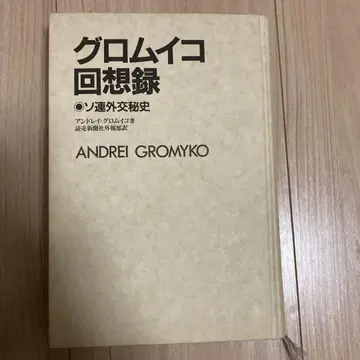 グロムイコ
回想録
●ソ連外交秘史
アンドレイ・グロムイコ著
読売新聞社外報部訳
ANDREI GROMYKO